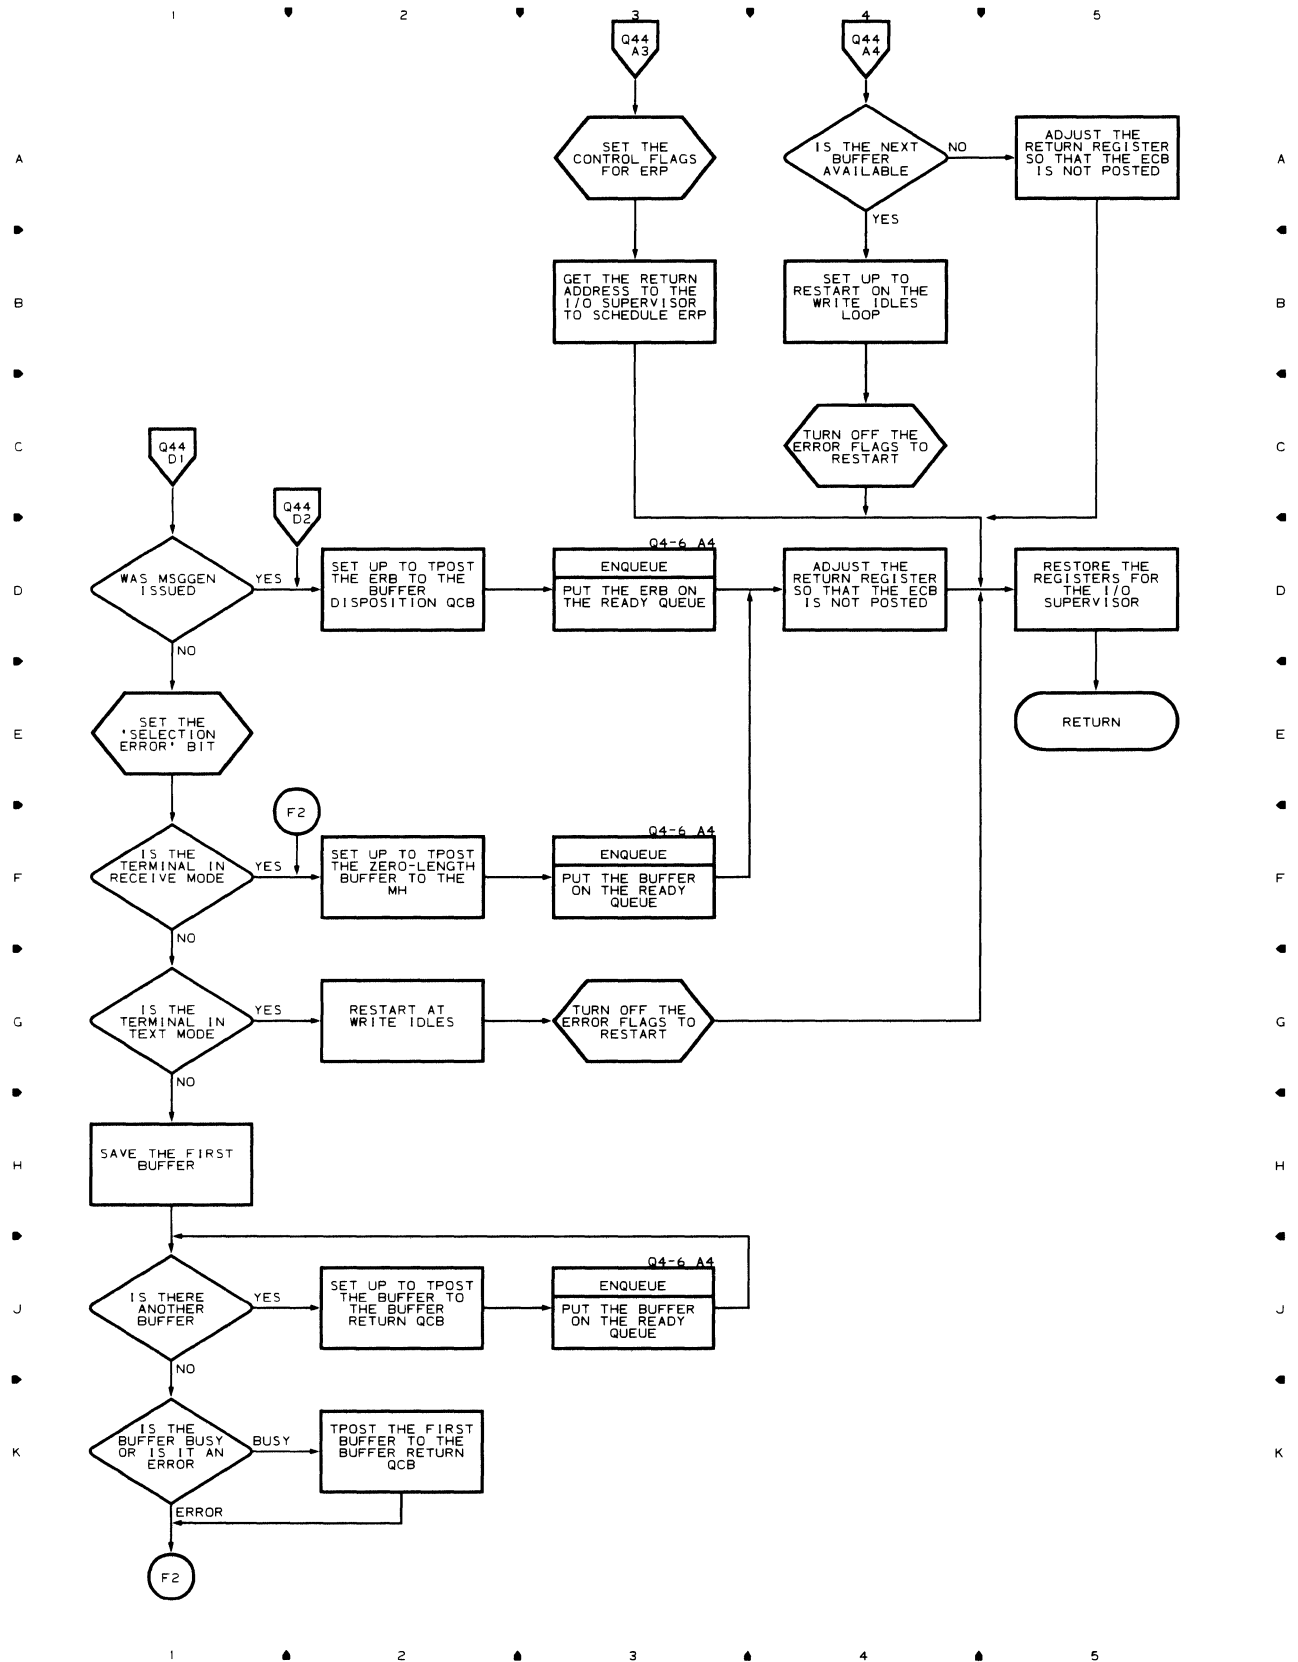 1 2 3 4 5
Q44
A3
Q44
A4
A
SET THE
CONTROL FLAGS
FOR ERP
IS THE NEXT
BUFFER
AVAILABLE
NO
ADJUST THE
RETURN REGISTER
SO THAT THE ECB
IS NOT POSTED
A
YES
B
GET THE RETURN
ADDRESS TO THE
I/O SUPERVISOR
TO SCHEDULE ERP
SET UP TO
RESTART ON THE
WRITE IDLES
LOOP
B
C
Q44
D1
TURN OFF THE
ERROR FLAGS TO
RESTART
C
Q44
D2
D
WAS MSGGEN
ISSUED
YES
SET UP TO TPOST
THE ERB TO THE
BUFFER
DISPOSITION QCB
Q4-6 A4
ENQUEUE
PUT THE ERB ON
THE READY QUEUE
ADJUST THE
RETURN REGISTER
SO THAT THE ECB
IS NOT POSTED
RESTORE THE
REGISTERS FOR
THE I/O
SUPERVISOR
D
NO
E
SET THE
'SELECTION
ERROR' BIT
RETURN
E
F2
F
IS THE
TERMINAL IN
RECEIVE MODE
YES
SET UP TO TPOST
THE ZERO-LENGTH
BUFFER TO THE
MH
Q4-6 A4
ENQUEUE
PUT THE BUFFER
ON THE READY
QUEUE
F
NO
G
IS THE
TERMINAL IN
TEXT MODE
YES
RESTART AT
WRITE IDLES
TURN OFF THE
ERROR FLAGS TO
RESTART
G
NO
H
SAVE THE FIRST
BUFFER
H
J
IS THERE
ANOTHER
BUFFER
YES
SET UP TO TPOST
THE BUFFER TO
THE BUFFER
RETURN QCB
Q4-6 A4
ENQUEUE
PUT THE BUFFER
ON THE READY
QUEUE
J
NO
K
IS THE
BUFFER BUSY
OR IS IT AN
ERROR
BUSY
TPOST THE FIRST
BUFFER TO THE
BUFFER RETURN
QCB
K
ERROR
F2
1 2 3 4 5